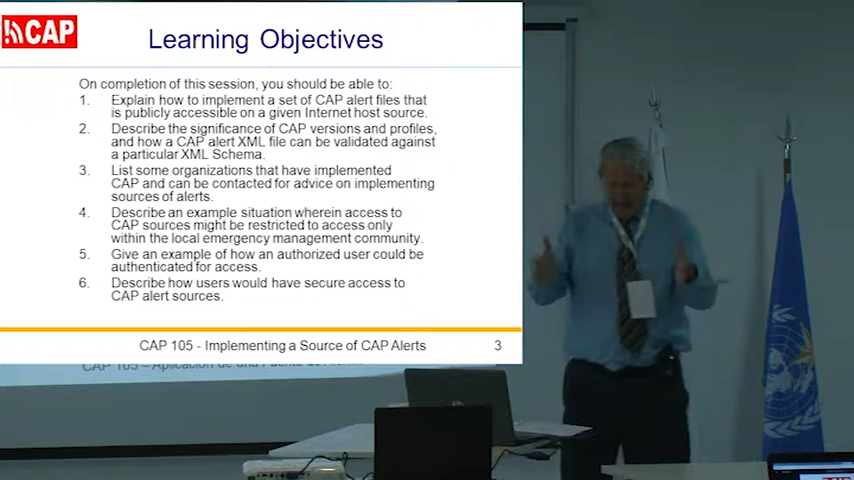 CAP
Learning Objectives
On completion of this session, you should be able to:
1. Explain how to implement a set of CAP alert files that
is publicly accessible on a given Internet host source.
2. Describe the significance of CAP versions and profiles,
and how a CAP alert XML file can be validated against
a particular XML Schema.
3. List some organizations that have implemented
CAP and can be contacted for advice on implementing
sources of alerts.
4. Describe an example situation wherein access to
CAP sources might be restricted to access only
within the local emergency management community.
5. Give an example of how an authorized user could be
authenticated for access.
6. Describe how users would have secure access to
CAP alert sources.
CAP 105 - Implementing a Source of CAP Alerts 3
CAP 105 – Aplicación de una